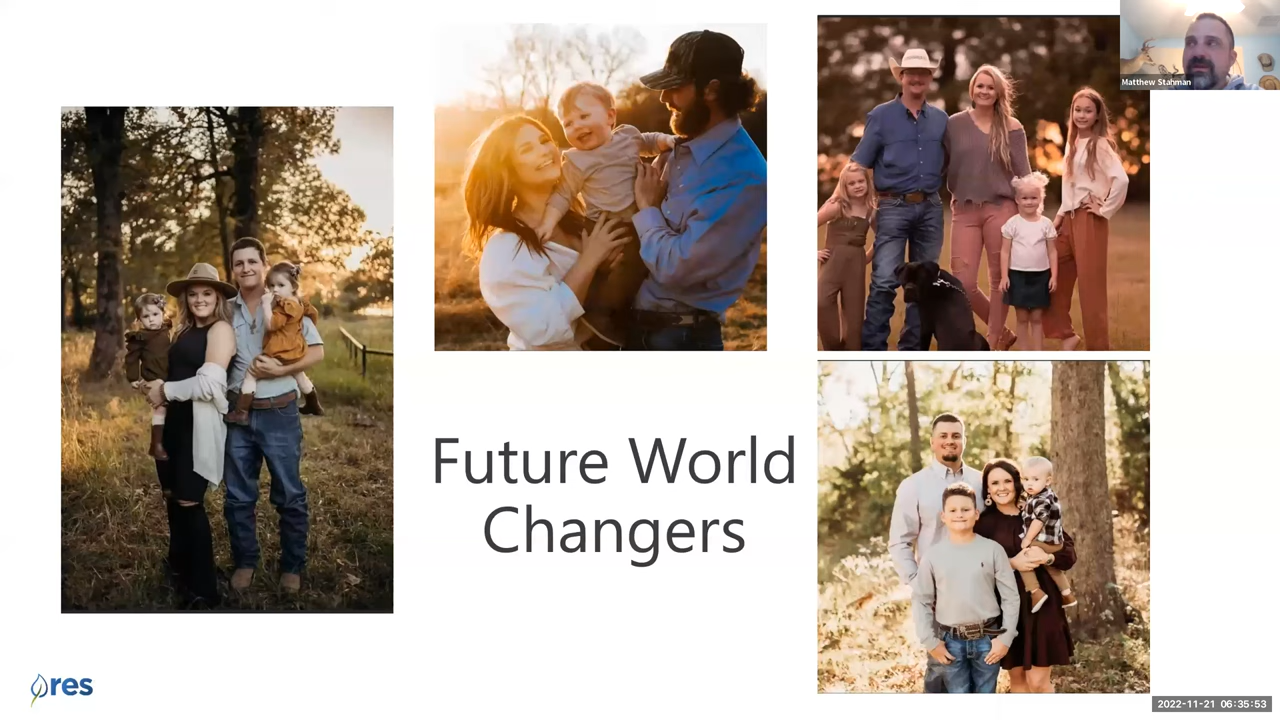 Matthew Stahman
Future World
Changers
res
2022-11-21 06:35:53